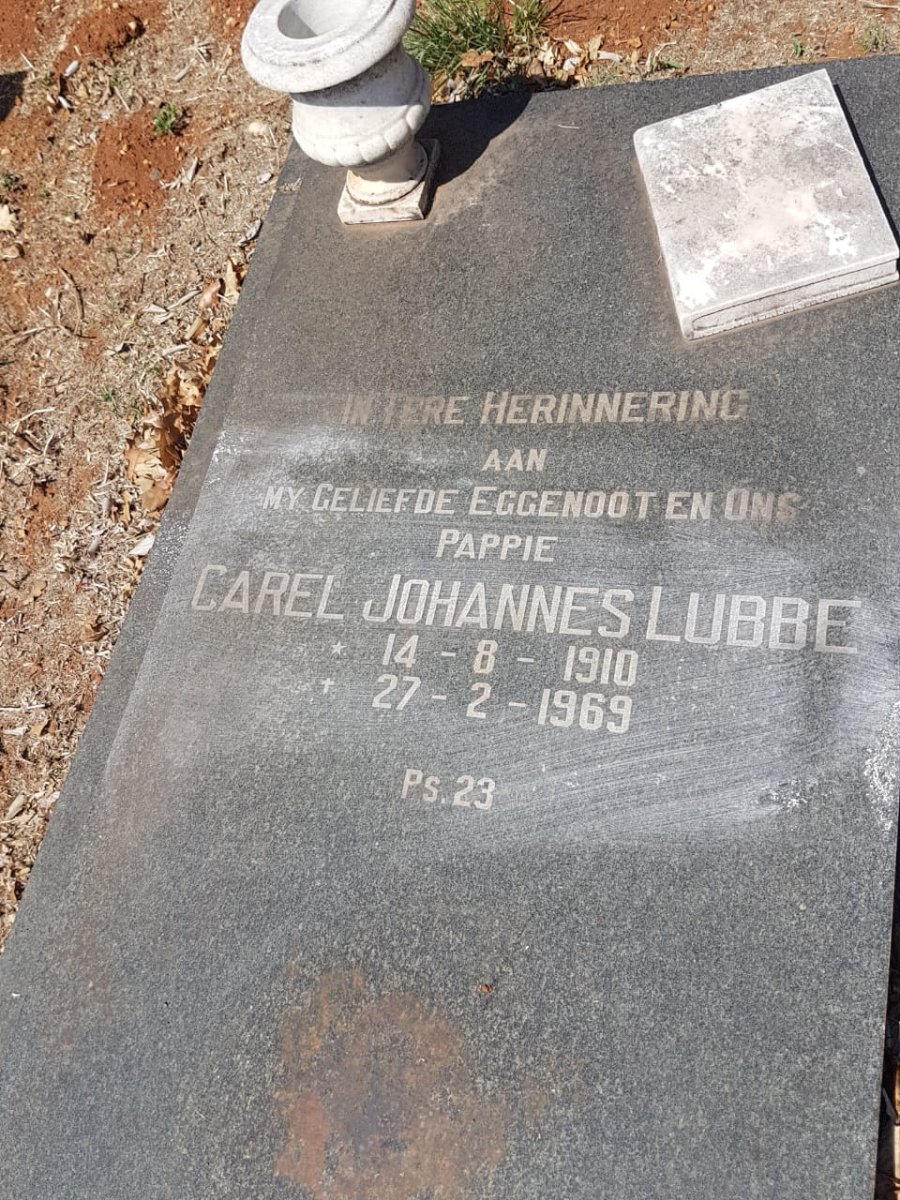 In Tere Herinnering
aan
my Geliefde Eggenoot en Ons
Pappie
Carel Johannes Lubbe
* 14 - 8 - 1910
† 27 - 2 - 1969
Ps. 23